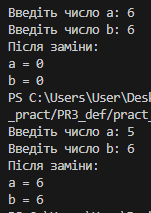 Введіть число a: 6
Введіть число b: 6
Після заміни:
a = 0
b = 0
PS C:\Users\User\Des
_pract/PR3_def/pract_
Введіть число a: 5
Введіть число b: 6
Після заміни:
a = 6
b = 6